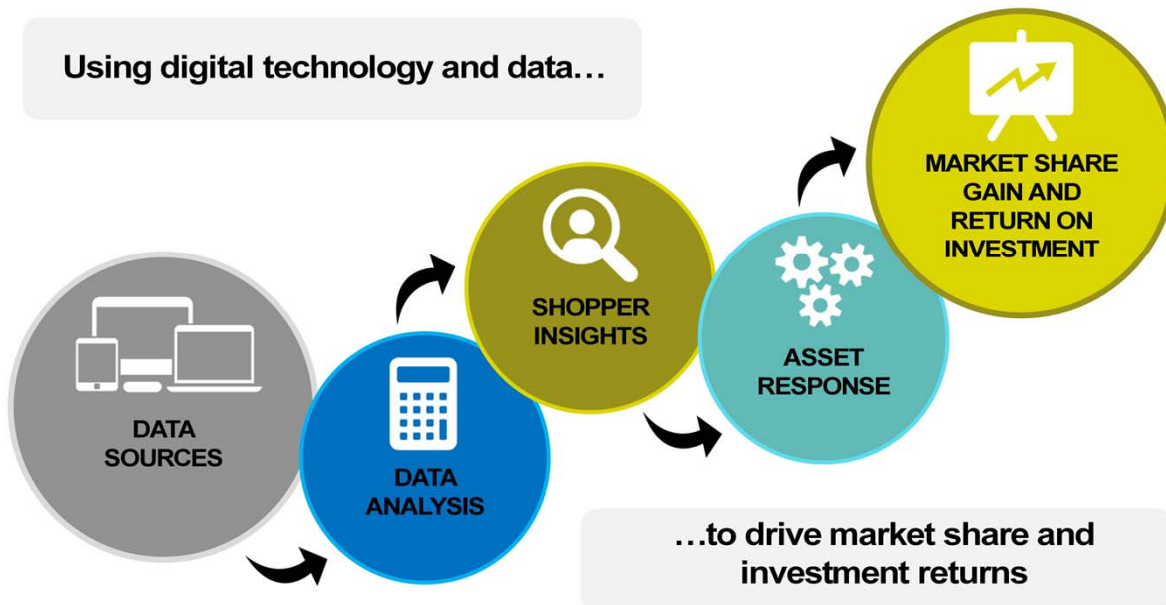 Using digital technology and data…
DATA
SOURCES
DATA
ANALYSIS
SHOPPER
INSIGHTS
ASSET
RESPONSE
MARKET SHARE
GAIN AND
RETURN ON
INVESTMENT
…to drive market share and
investment returns